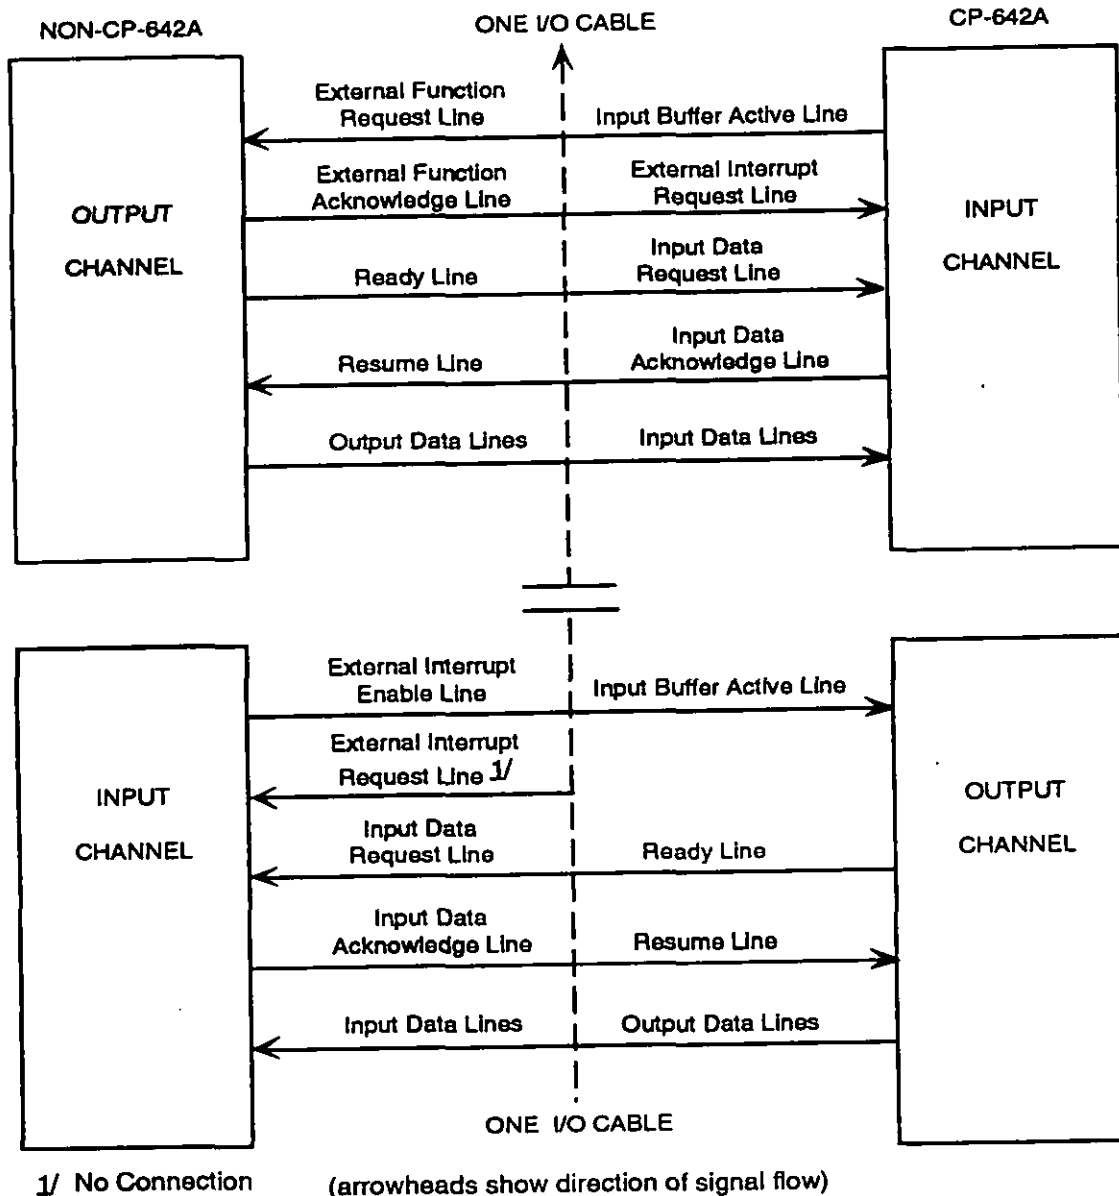 NON-CP-642A
ONE I/O CABLE
CP-642A
External Function
Request Line
Input Buffer Active Line
External Function
Acknowledge Line
External Interrupt
Request Line
OUTPUT
CHANNEL
INPUT
CHANNEL
Ready Line
Input Data
Request Line
Resume Line
Input Data
Acknowledge Line
Output Data Lines
Input Data Lines
External Interrupt
Enable Line
Input Buffer Active Line
External Interrupt
Request Line 1/
INPUT
CHANNEL
OUTPUT
CHANNEL
Input Data
Request Line
Ready Line
Input Data
Acknowledge Line
Resume Line
Input Data Lines
Output Data Lines
ONE I/O CABLE
1/ No Connection (arrowheads show direction of signal flow)